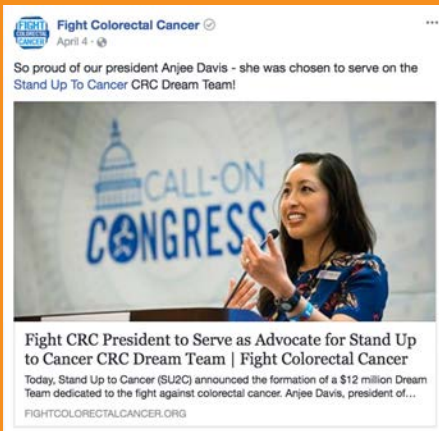 FIGHT
COLORECTAL
CANCER
Fight Colorectal Cancer
April 4 ·
So proud of our president Anjee Davis - she was chosen to serve on the
Stand Up To Cancer CRC Dream Team!
CALL-ON
CONGRESS
Fight CRC President to Serve as Advocate for Stand Up
to Cancer CRC Dream Team | Fight Colorectal Cancer
Today, Stand Up to Cancer (SU2C) announced the formation of a $12 million Dream
Team dedicated to the fight against colorectal cancer. Anjee Davis, president of...
FIGHTCOLORECTALCANCER.ORG